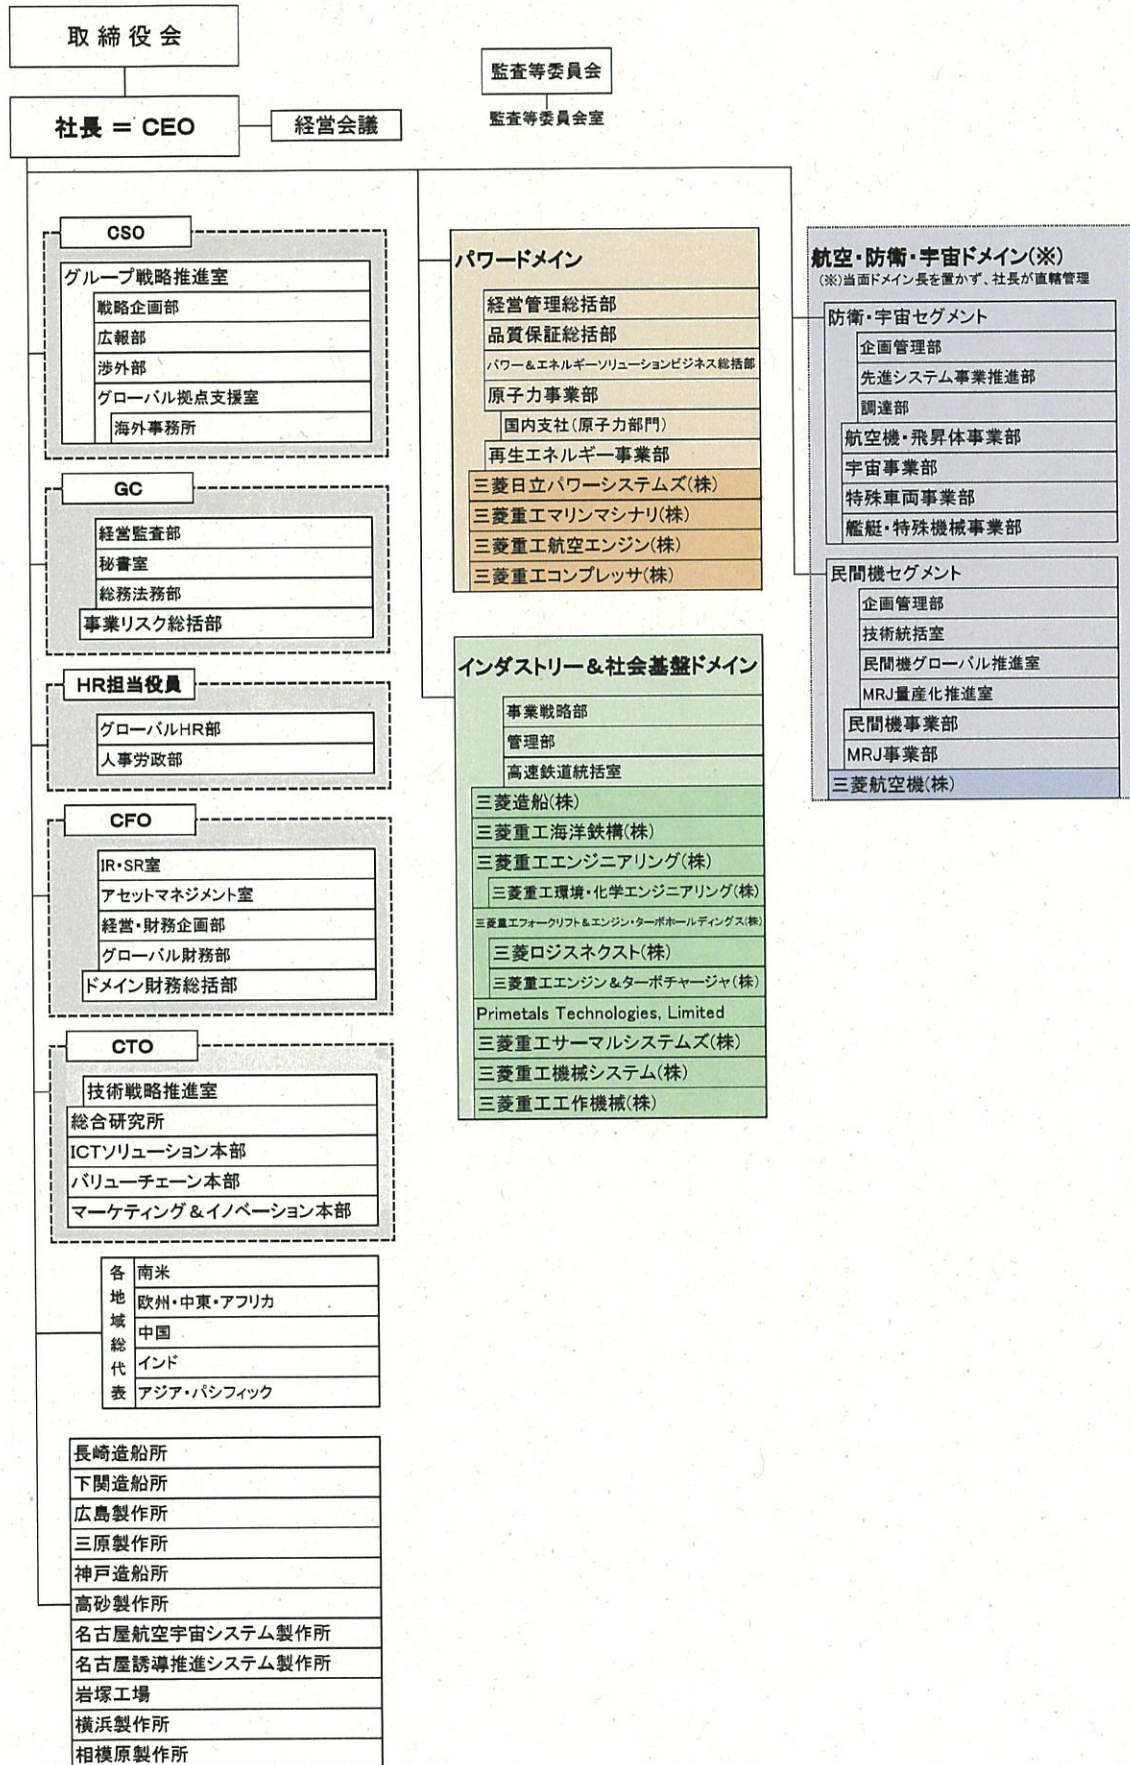 取締役会
社長 = CEO
経営会議
監査等委員会
監査等委員会室
CSO
グループ戦略推進室
戦略企画部
広報部
渉外部
グローバル拠点支援室
海外事務所
GC
経営監査部
秘書室
総務法務部
事業リスク総括部
HR担当役員
グローバルHR部
人事労政部
CFO
IR・SR室
アセットマネジメント室
経営・財務企画部
グローバル財務部
ドメイン財務総括部
CTO
技術戦略推進室
総合研究所
ICTソリューション本部
バリューチェーン本部
マーケティング&イノベーション本部
各地域総代表
南米
欧州・中東・アフリカ
中国
インド
アジア・パシフィック
長崎造船所
下関造船所
広島製作所
三原製作所
神戸造船所
高砂製作所
名古屋航空宇宙システム製作所
名古屋誘導推進システム製作所
岩塚工場
横浜製作所
相模原製作所
パワードメイン
経営管理総括部
品質保証総括部
パワー&エネルギーソリューションビジネス総括部
原子力事業部
国内支社(原子力部門)
再生エネルギー事業部
三菱日立パワーシステムズ(株)
三菱重工マリンマシナリ(株)
三菱重工航空エンジン(株)
三菱重工コンプレッサ(株)
インダストリー&社会基盤ドメイン
事業戦略部
管理部
高速鉄道統括室
三菱造船(株)
三菱重工海洋鉄構(株)
三菱重工エンジニアリング(株)
三菱重工環境・化学エンジニアリング(株)
三菱重工フォークリフト&エンジン・ターボホールディングス(株)
三菱ロジスネクスト(株)
三菱重工エンジン&ターボチャージャ(株)
Primetals Technologies, Limited
三菱重工サーマルシステムズ(株)
三菱重工機械システム(株)
三菱重工工作機械(株)
航空・防衛・宇宙ドメイン(※)
(※)当面ドメイン長を置かず、社長が直轄管理
防衛・宇宙セグメント
企画管理部
先進システム事業推進部
調達部
航空機・飛昇体事業部
宇宙事業部
特殊車両事業部
艦艇・特殊機械事業部
民間機セグメント
企画管理部
技術統括室
民間機グローバル推進室
MRJ量産化推進室
民間機事業部
MRJ事業部
三菱航空機(株)